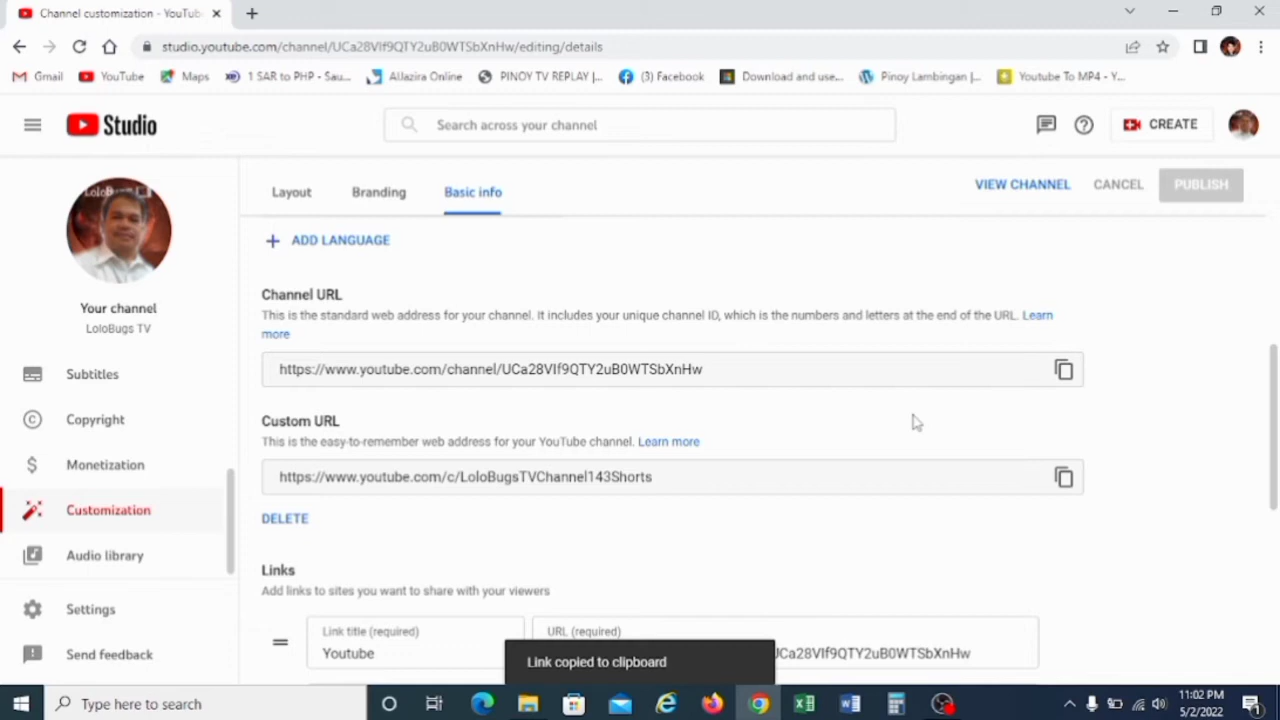 Channel customization - YouTub
studio.youtube.com/channel/UCa28VIf9QTY2uB0WTSbXnHw/editing/details
Gmail YouTube Maps 1 SAR to PHP - Sau... Allazira Online PINOY TV REPLAY |... (3) Facebook Download and use... Pinoy Lambingan |... Youtube To MP4 - Y...
Studio
Search across your channel
CREATE
LoloBugs
Your channel
LoloBugs TV
Subtitles
Copyright
Monetization
Customization
Audio library
Settings
Send feedback
Layout Branding Basic info
VIEW CHANNEL CANCEL PUBLISH
ADD LANGUAGE
Channel URL
This is the standard web address for your channel. It includes your unique channel ID, which is the numbers and letters at the end of the URL. Learn
more
https://www.youtube.com/channel/UCa28VIf9QTY2uB0WTSbXnHw
Custom URL
This is the easy-to-remember web address for your YouTube channel. Learn more
https://www.youtube.com/c/LoloBugsTVChannel143Shorts
DELETE
Links
Add links to sites you want to share with your viewers
Link title (required) URL (required)
Youtube JCa28VIf9QTY2uB0WTSbXnHw
Link copied to clipboard
Type here to search
11:02 PM
5/2/2022
1